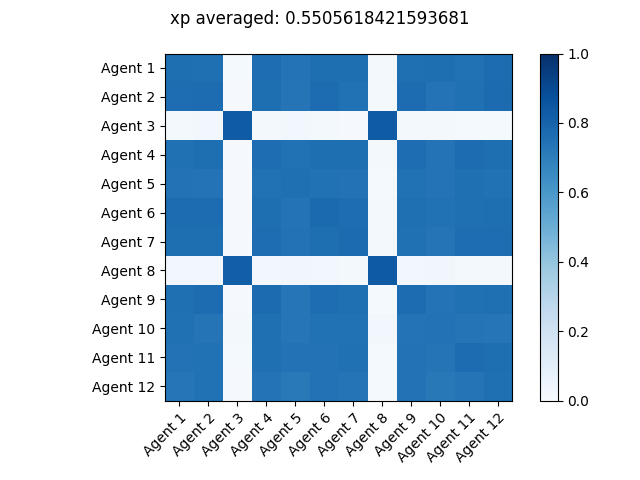 xp averaged: 0.5505618421593681
Agent 1
Agent 2
Agent 3
Agent 4
Agent 5
Agent 6
Agent 7
Agent 8
Agent 9
Agent 10
Agent 11
Agent 12
Agent 1
Agent 2
Agent 3
Agent 4
Agent 5
Agent 6
Agent 7
Agent 8
Agent 9
Agent 10
Agent 11
Agent 12
1.0
0.8
0.6
0.4
0.2
0.0